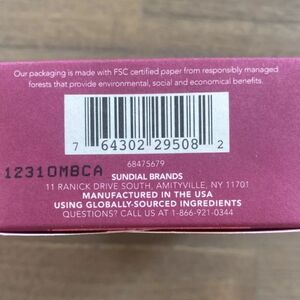 Our packaging is made with FSC certified paper from responsibly managed
forests that provide environmental, social and economical benefits.
7 64302 29508 2
68475679
12310MBCA
SUNDIAL BRANDS
11 RANICK DRIVE SOUTH, AMITYVILLE, NY 11701
MANUFACTURED IN THE USA
USING GLOBALLY-SOURCED INGREDIENTS
QUESTIONS? CALL US AT 1-866-921-0344